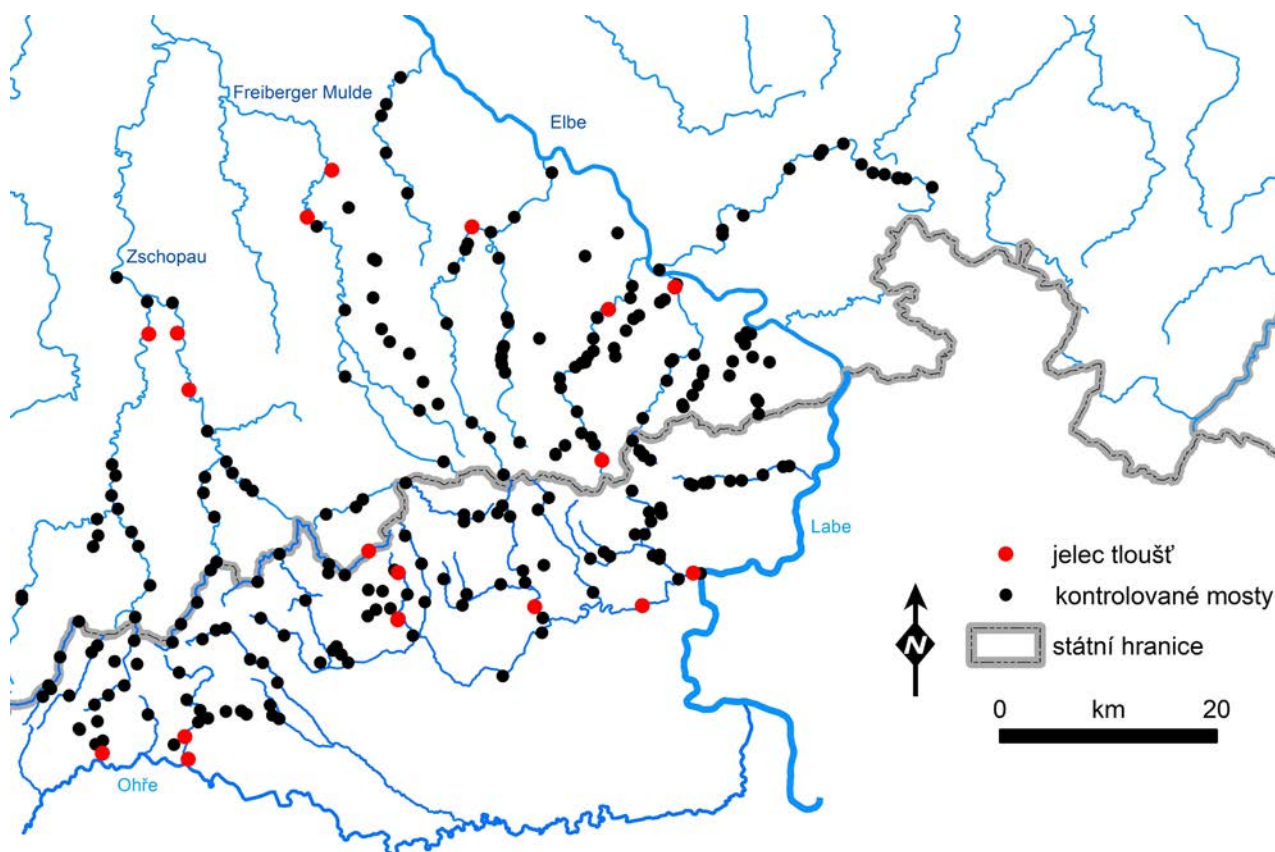 Freiberger Mulde
Elbe
Zschopau
Labe
Ohře
jelec tloušť
kontrolované mosty
státní hranice
N
0 km 20